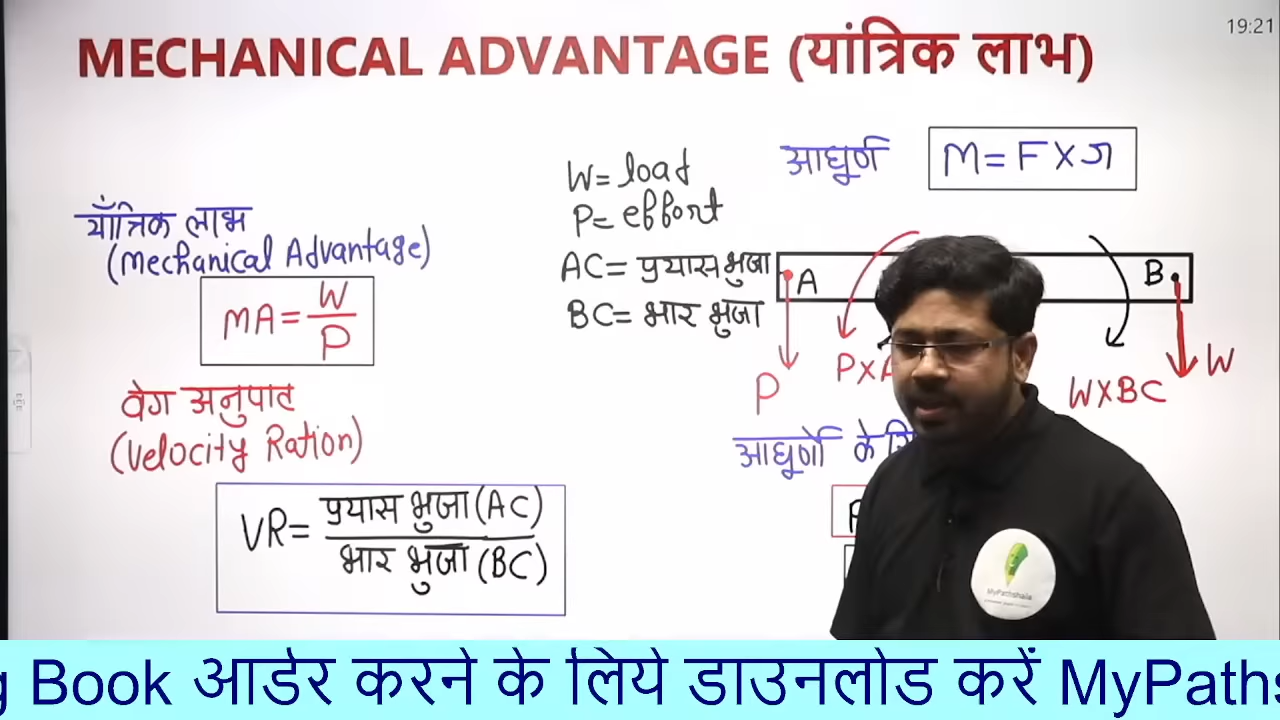 19:21
MECHANICAL ADVANTAGE (यांत्रिक लाभ)
आघूर्ण
M = F X र
W = load
P = effort
AC = प्रयास भुजा
BC = भार भुजा
याँत्रिक लाभ
(Mechanical Advantage)
MA = W
P
वेग अनुपात
(Velocity Ration)
VR = प्रयास भुजा (AC)
भार भुजा (BC)
A
B
P
W
W X BC
आघूर्णो के
MyPathshala
Book आर्डर करने के लिये डाउनलोड करें